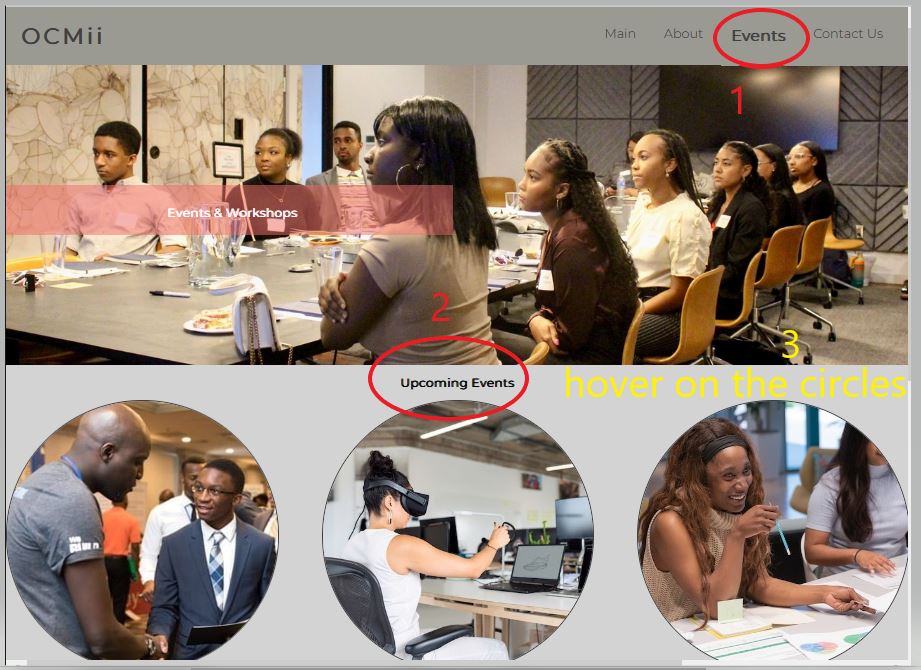 OCMii
Main About Events Contact Us
1
Events & Workshops
2
3
Upcoming Events hover on the circles